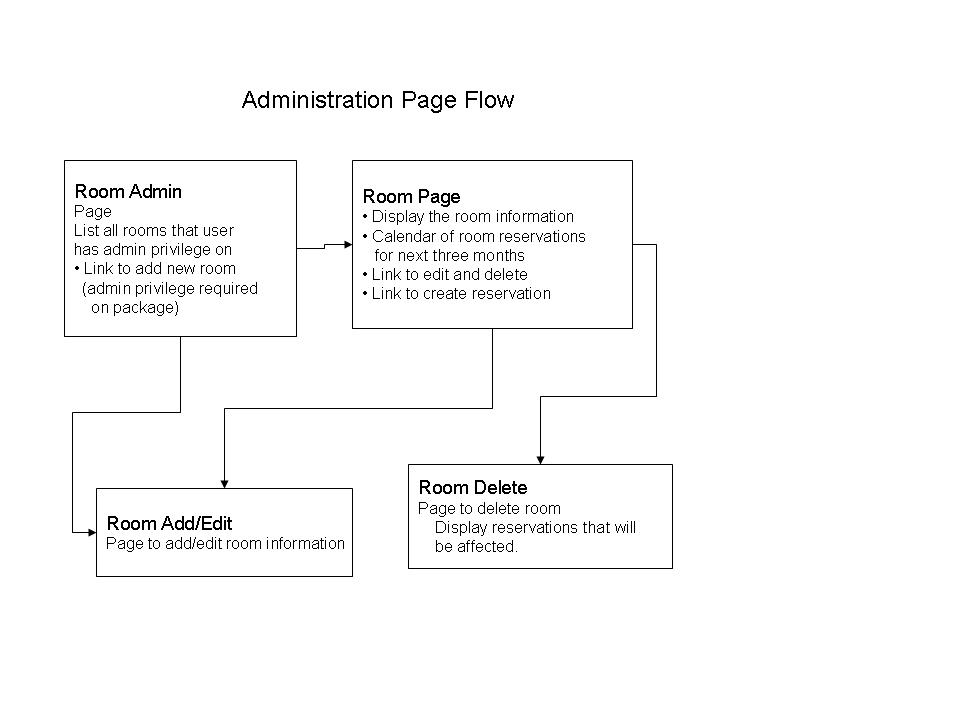 Administration Page Flow
Room Admin
Page
List all rooms that user
has admin privilege on
• Link to add new room
(admin privilege required
on package)
Room Page
• Display the room information
• Calendar of room reservations
for next three months
• Link to edit and delete
• Link to create reservation
Room Add/Edit
Page to add/edit room information
Room Delete
Page to delete room
Display reservations that will
be affected.